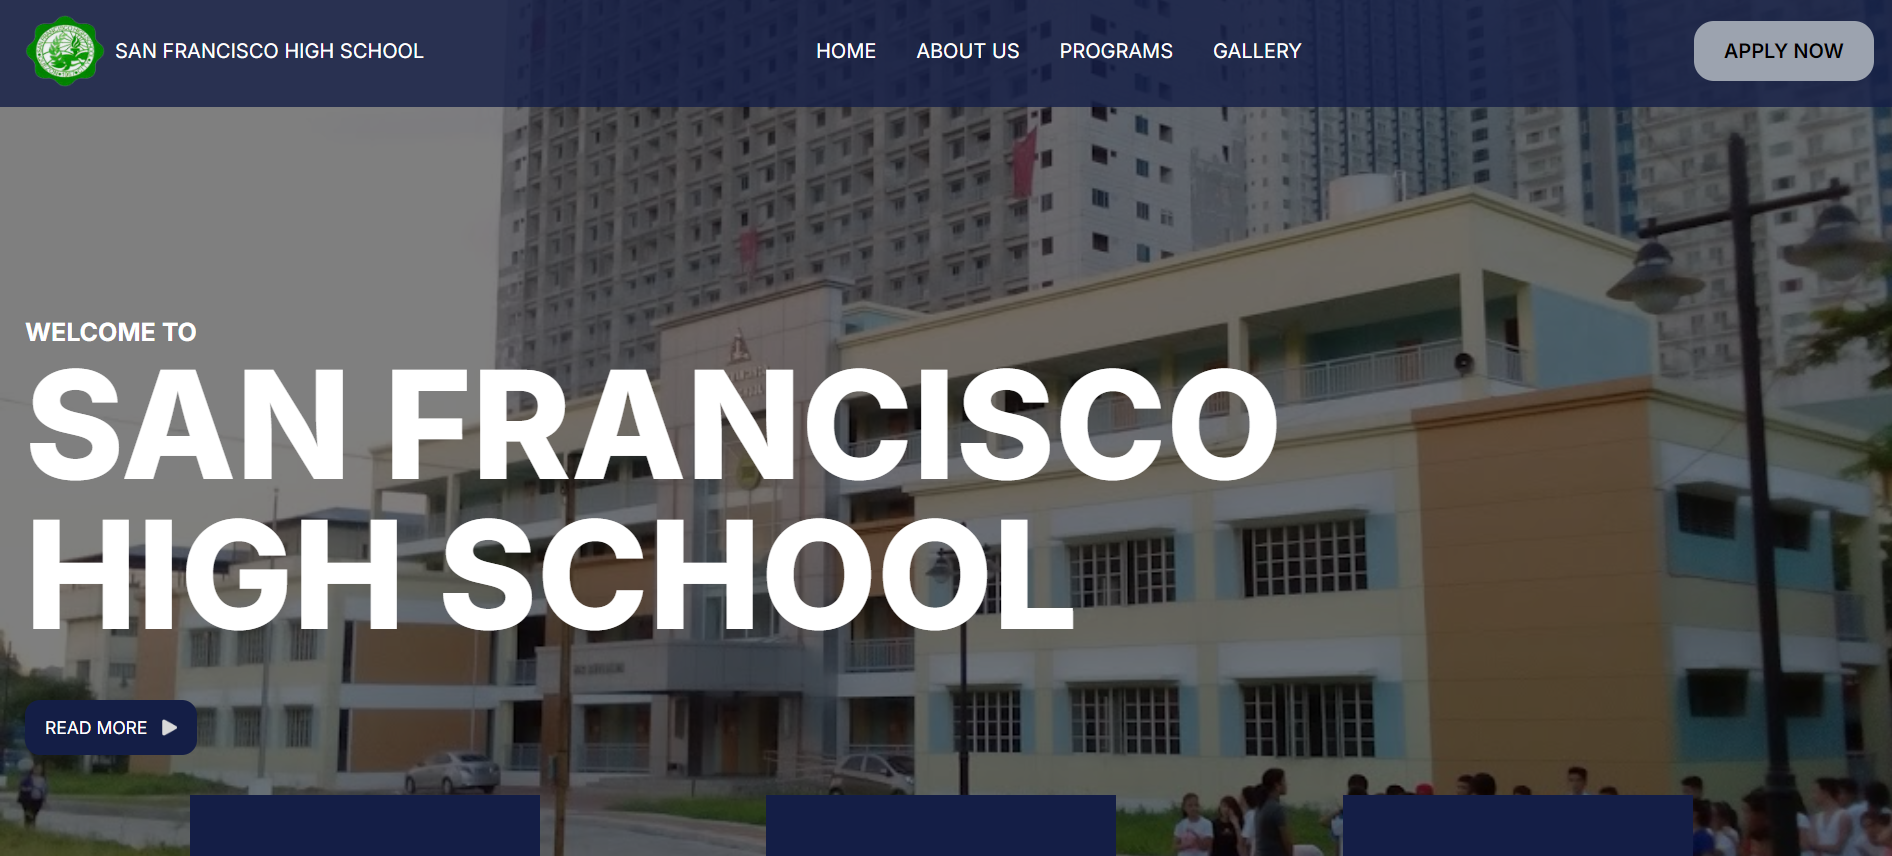 SAN FRANCISCO HIGH SCHOOL
HOME
ABOUT US
PROGRAMS
GALLERY
APPLY NOW
WELCOME TO
SAN FRANCISCO
HIGH SCHOOL
READ MORE